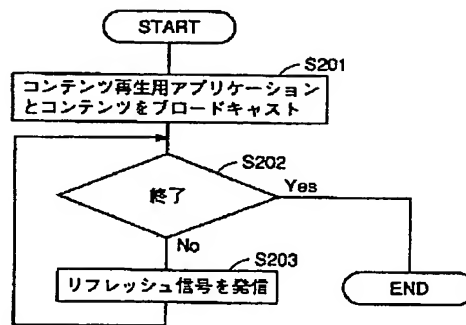 START
S201
コンテンツ再生用アプリケーション
とコンテンツをブロードキャスト
S202
終了
Yes
No
S203
リフレッシュ信号を発信
END